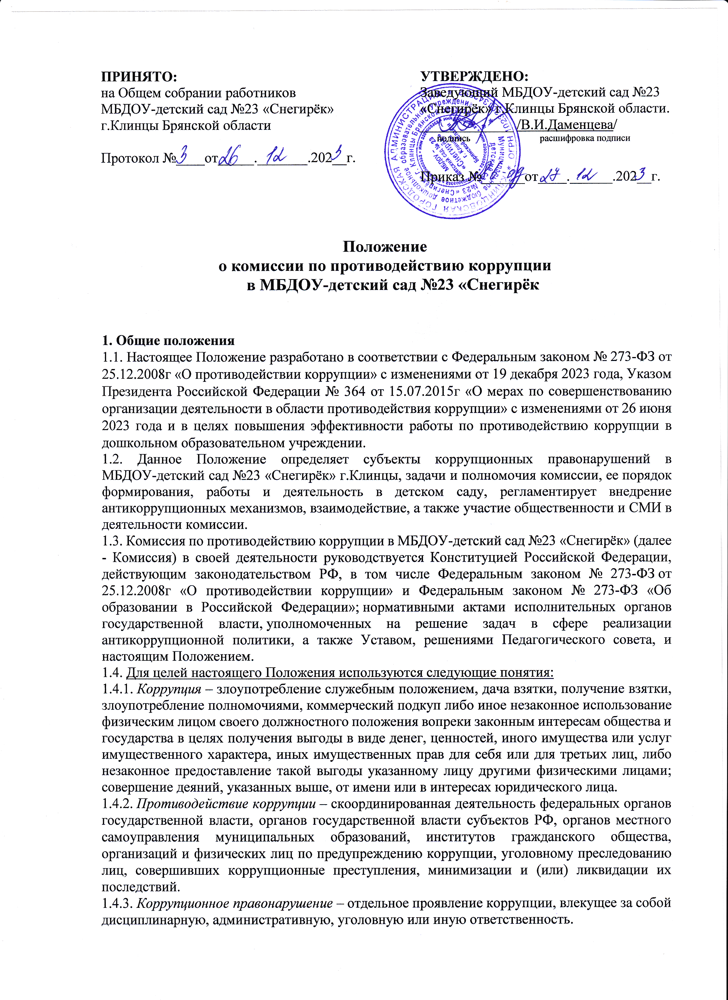 ПРИНЯТО:
на Общем собрании работников
МБДОУ-детский сад №23 «Снегирёк»
г.Клинцы Брянской области
Протокол №3 от 26.12.2023 г.
УТВЕРЖДЕНО:
Заведующий МБДОУ-детский сад №23
«Снегирёк» г.Клинцы Брянской области.
/В.И.Даменцева/
подпись расшифровка подписи
Приказ № от 27.12.2023 г.
Положение
о комиссии по противодействию коррупции
в МБДОУ-детский сад №23 «Снегирёк
1. Общие положения
1.1. Настоящее Положение разработано в соответствии с Федеральным законом № 273-ФЗ от
25.12.2008г «О противодействии коррупции» с изменениями от 19 декабря 2023 года, Указом
Президента Российской Федерации № 364 от 15.07.2015г «О мерах по совершенствованию
организации деятельности в области противодействия коррупции» с изменениями от 26 июня
2023 года и в целях повышения эффективности работы по противодействию коррупции в
дошкольном образовательном учреждении.
1.2. Данное Положение определяет субъекты коррупционных правонарушений в
МБДОУ-детский сад №23 «Снегирёк» г.Клинцы, задачи и полномочия комиссии, ее порядок
формирования, работы и деятельность в детском саду, регламентирует внедрение
антикоррупционных механизмов, взаимодействие, а также участие общественности и СМИ в
деятельности комиссии.
1.3. Комиссия по противодействию коррупции в МБДОУ-детский сад №23 «Снегирёк» (далее
- Комиссия) в своей деятельности руководствуется Конституцией Российской Федерации,
действующим законодательством РФ, в том числе Федеральным законом № 273-ФЗ от
25.12.2008г «О противодействии коррупции» и Федеральным законом № 273-ФЗ «Об
образовании в Российской Федерации»; нормативными актами исполнительных органов
государственной власти, уполномоченных на решение задач в сфере реализации
антикоррупционной политики, а также Уставом, решениями Педагогического совета, и
настоящим Положением.
1.4. Для целей настоящего Положения используются следующие понятия:
1.4.1. Коррупция – злоупотребление служебным положением, дача взятки, получение взятки,
злоупотребление полномочиями, коммерческий подкуп либо иное незаконное использование
физическим лицом своего должностного положения вопреки законным интересам общества и
государства в целях получения выгоды в виде денег, ценностей, иного имущества или услуг
имущественного характера, иных имущественных прав для себя или для третьих лиц, либо
незаконное предоставление такой выгоды указанному лицу другими физическими лицами;
совершение деяний, указанных выше, от имени или в интересах юридического лица.
1.4.2. Противодействие коррупции – скоординированная деятельность федеральных органов
государственной власти, органов государственной власти субъектов РФ, органов местного
самоуправления муниципальных образований, институтов гражданского общества,
организаций и физических лиц по предупреждению коррупции, уголовному преследованию
лиц, совершивших коррупционные преступления, минимизации и (или) ликвидации их
последствий.
1.4.3. Коррупционное правонарушение – отдельное проявление коррупции, влекущее за собой
дисциплинарную, административную, уголовную или иную ответственность.